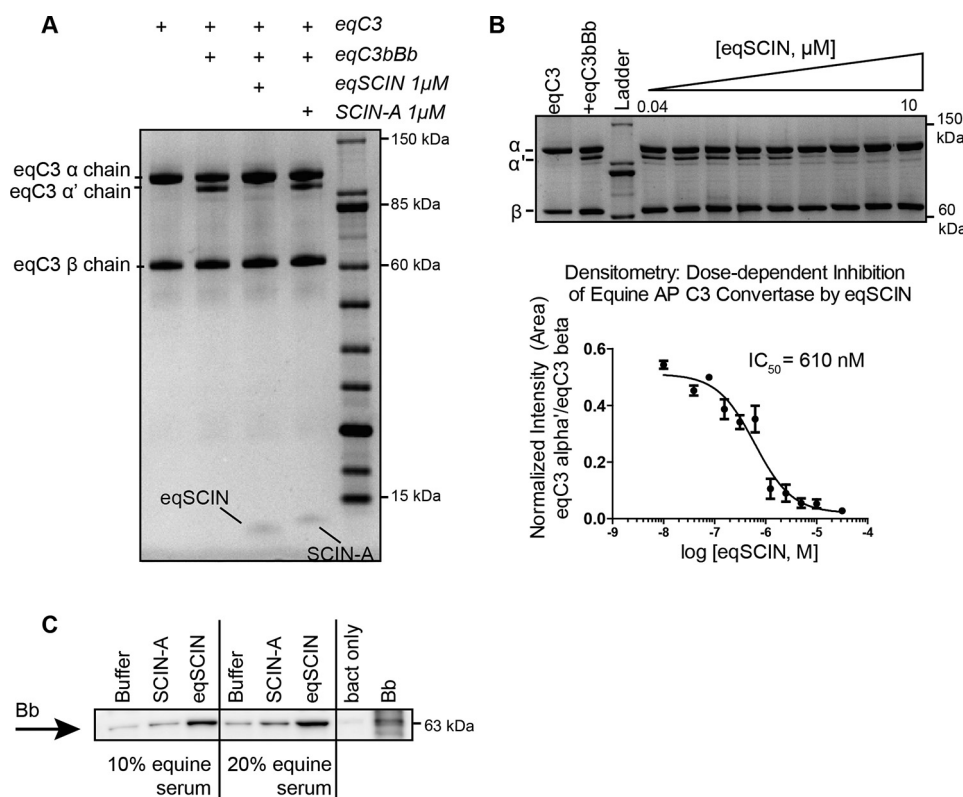 A
+ + + + eqC3
+ + + eqC3bBb
+ eqSCIN 1µM
+ SCIN-A 1µM
150 kDa
eqC3 α chain
eqC3 α’ chain
85 kDa
eqC3 β chain
60 kDa
15 kDa
eqSCIN
SCIN-A
B
eqC3
+eqC3bBb
Ladder
[eqSCIN, µM]
0.04
10
150
kDa
α
α'
β
60
kDa
Densitometry: Dose-dependent Inhibition
of Equine AP C3 Convertase by eqSCIN
Normalized Intensity (Area)
eqC3 alpha'/eqC3 beta
0.6
0.4
0.2
0.0
IC50 = 610 nM
-9 -8 -7 -6 -5 -4
log [eqSCIN, M]
C
Buffer
SCIN-A
eqSCIN
Buffer
SCIN-A
eqSCIN
bact only
Bb
Bb
63 kDa
10% equine
serum
20% equine
serum